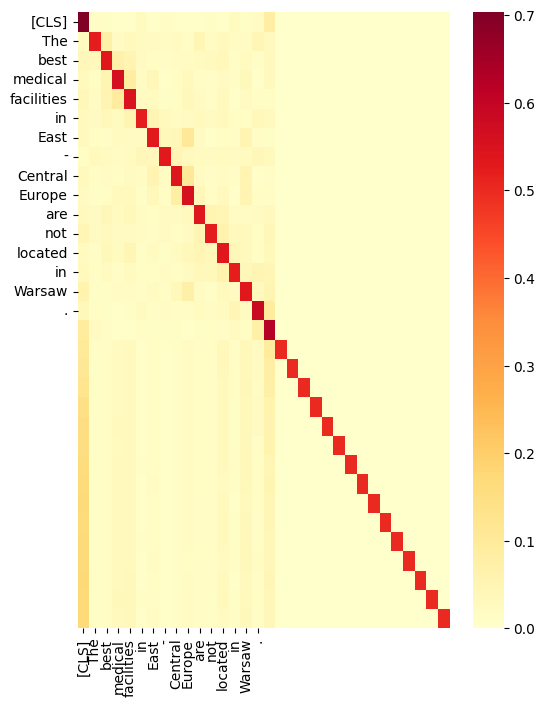 [CLS]
The
best
medical
facilities
in
East
-
Central
Europe
are
not
located
in
Warsaw
.
[CLS]
The
best
medical
facilities
in
East
-
Central
Europe
are
not
located
in
Warsaw
.
0.7
0.6
0.5
0.4
0.3
0.2
0.1
0.0